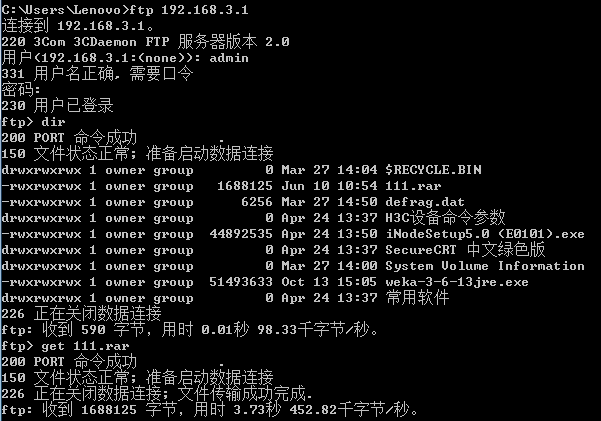 C:\Users\Lenovo>ftp 192.168.3.1
连接到 192.168.3.1。
220 3Com 3CDaemon FTP 服务器版本 2.0
用户(192.168.3.1:(none)): admin
331 用户名正确，需要口令
密码:
230 用户已登录
ftp> dir
200 PORT 命令成功 .
150 文件状态正常；准备启动数据连接
drwxrwxrwx 1 owner group 0 Mar 27 14:04 $RECYCLE.BIN
-rwxrwxrwx 1 owner group 1688125 Jun 10 10:54 111.rar
-rwxrwxrwx 1 owner group 6256 Mar 27 14:50 defrag.dat
drwxrwxrwx 1 owner group 0 Apr 24 13:37 H3C设备命令参数
-rwxrwxrwx 1 owner group 44892535 Apr 24 13:50 iNodeSetup5.0 (E0101).exe
drwxrwxrwx 1 owner group 0 Apr 24 13:37 SecureCRT 中文绿色版
drwxrwxrwx 1 owner group 0 Mar 27 14:00 System Volume Information
-rwxrwxrwx 1 owner group 51493633 Oct 13 15:05 weka-3-6-13jre.exe
drwxrwxrwx 1 owner group 0 Apr 24 13:37 常用软件
226 正在关闭数据连接
ftp: 收到 590 字节，用时 0.01秒 98.33千字节/秒。
ftp> get 111.rar
200 PORT 命令成功 .
150 文件状态正常；准备启动数据连接
226 正在关闭数据连接；文件传输成功完成.
ftp: 收到 1688125 字节，用时 3.73秒 452.82千字节/秒。